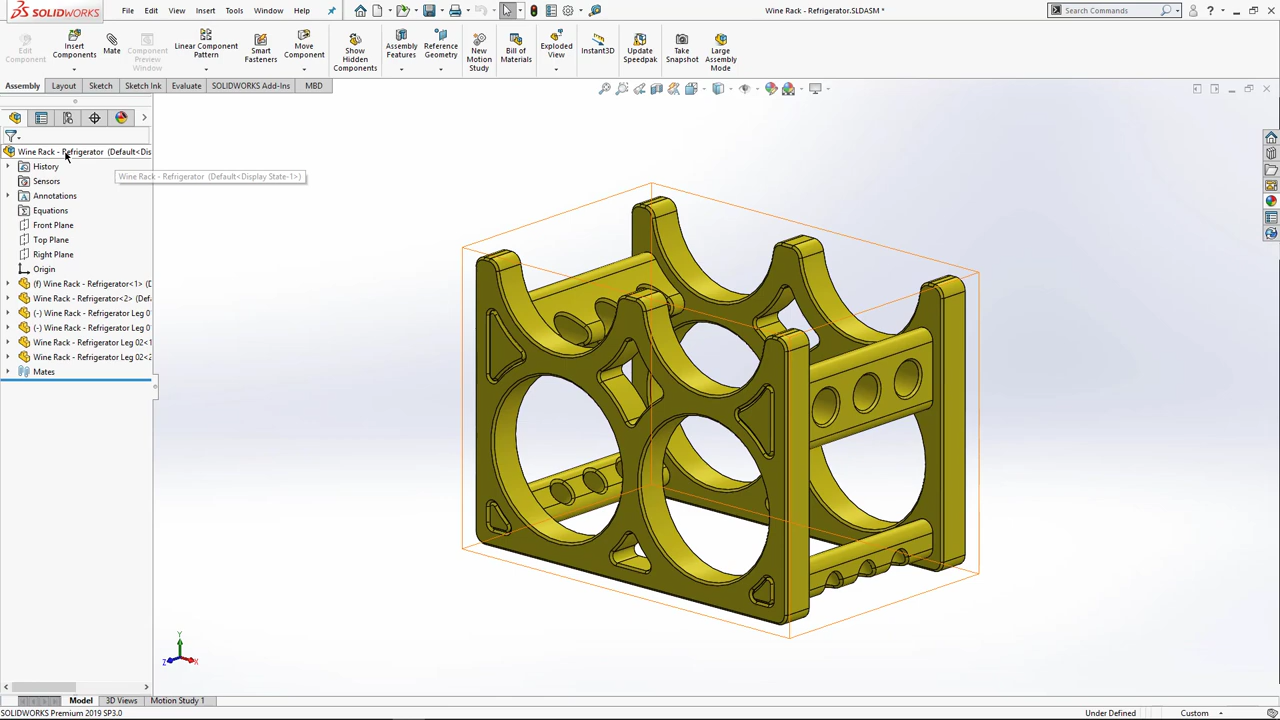 SOLIDWORKS File Edit View Insert Tools Window Help Wine Rack - Refrigerator.SLDASM * Search Commands
Edit Component Insert Components Mate Component Preview Window Linear Component Pattern Smart Fasteners Move Component Show Hidden Components Assembly Features Reference Geometry New Motion Study Bill of Materials Exploded View Instant3D Update Speedpak Take Snapshot Large Assembly Mode
Assembly Layout Sketch Sketch Ink Evaluate SOLIDWORKS Add-Ins MBD
Wine Rack - Refrigerator (Default<Dis
History
Wine Rack - Refrigerator (Default<Display State-1>)
Sensors
Annotations
Equations
Front Plane
Top Plane
Right Plane
Origin
(f) Wine Rack - Refrigerator<1> (D
Wine Rack - Refrigerator<2> (Defa
(-) Wine Rack - Refrigerator Leg 0
(-) Wine Rack - Refrigerator Leg 0
Wine Rack - Refrigerator Leg 02<1
Wine Rack - Refrigerator Leg 02<2
Mates
Y
Z X
Model 3D Views Motion Study 1
SOLIDWORKS Premium 2019 SP3.0 Under Defined Custom